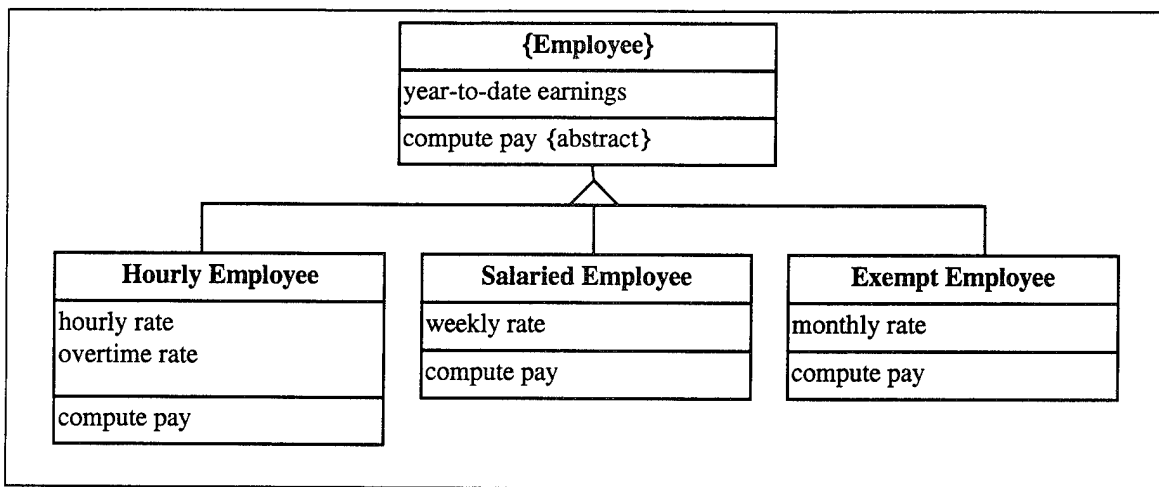 {Employee}
year-to-date earnings
compute pay {abstract}
Hourly Employee
hourly rate
overtime rate
compute pay
Salaried Employee
weekly rate
compute pay
Exempt Employee
monthly rate
compute pay